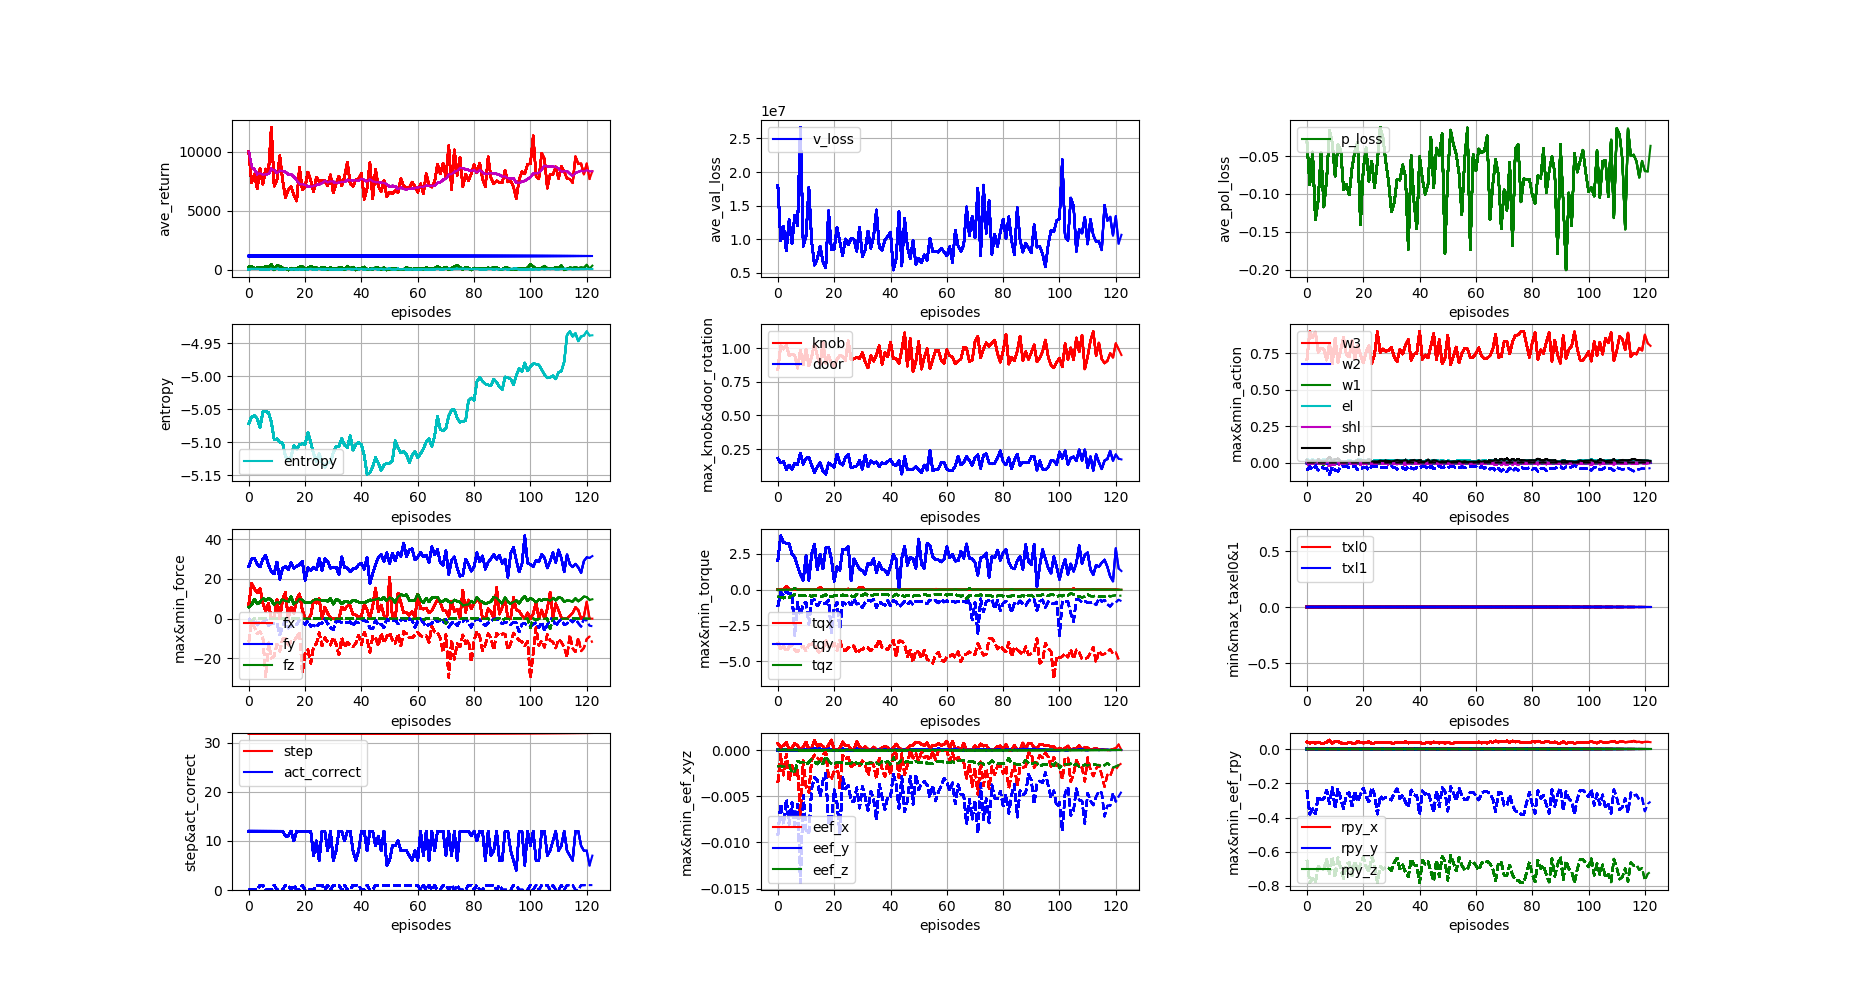 1e7
10000
5000
0
ave_return
0 20 40 60 80 100 120
episodes
2.5
2.0
1.5
1.0
0.5
ave_val_loss
v_loss
0 20 40 60 80 100 120
episodes
−0.05
−0.10
−0.15
−0.20
ave_pol_loss
p_loss
0 20 40 60 80 100 120
episodes
−4.95
−5.00
−5.05
−5.10
−5.15
entropy
entropy
0 20 40 60 80 100 120
episodes
1.00
0.75
0.50
0.25
max_knob&door_rotation
knob
door
0 20 40 60 80 100 120
episodes
0.75
0.50
0.25
0.00
max&min_action
w3
w2
w1
el
shl
shp
0 20 40 60 80 100 120
episodes
40
20
0
−20
max&min_force
fx
fy
fz
0 20 40 60 80 100 120
episodes
2.5
0.0
−2.5
−5.0
max&min_torque
tqx
tqy
tqz
0 20 40 60 80 100 120
episodes
0.5
0.0
−0.5
min&max_taxel0&1
txl0
txl1
0 20 40 60 80 100 120
episodes
30
20
10
0
step&act_correct
step
act_correct
0 20 40 60 80 100 120
episodes
0.000
−0.005
−0.010
−0.015
max&min_eef_xyz
eef_x
eef_y
eef_z
0 20 40 60 80 100 120
episodes
0.0
−0.2
−0.4
−0.6
−0.8
max&min_eef_rpy
rpy_x
rpy_y
rpy_z
0 20 40 60 80 100 120
episodes